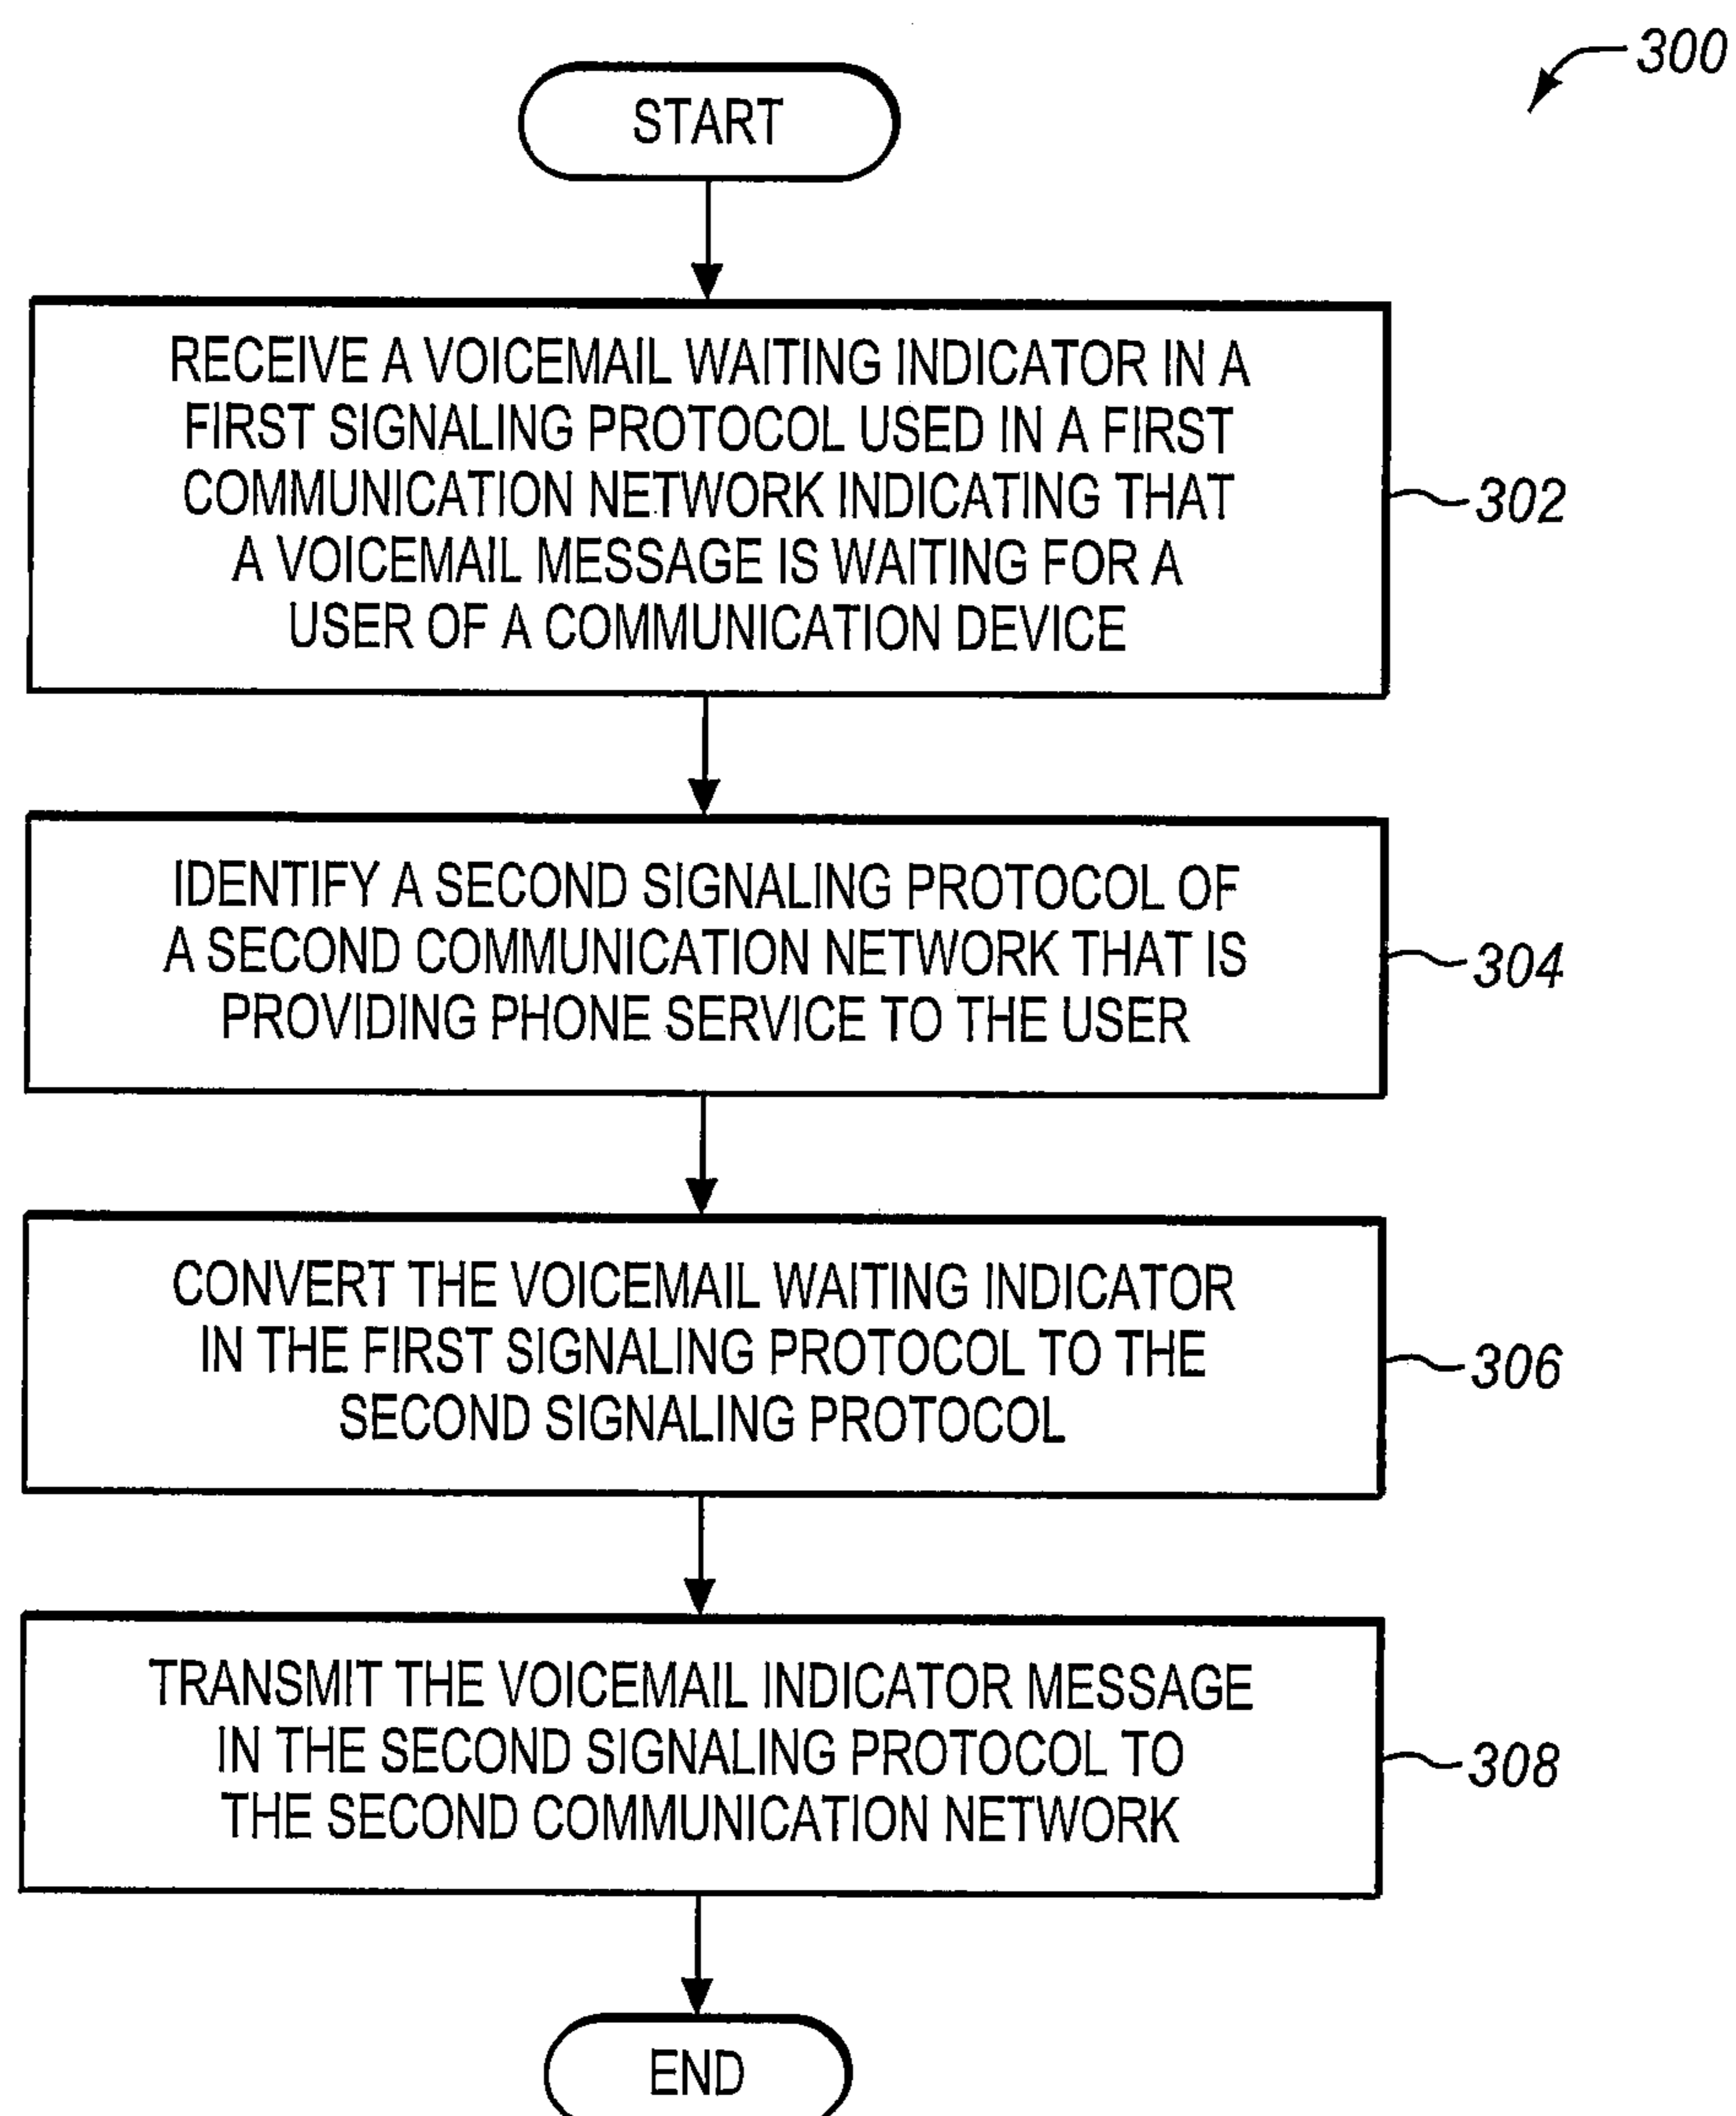 300
START
RECEIVE A VOICEMAIL WAITING INDICATOR IN A
FIRST SIGNALING PROTOCOL USED IN A FIRST
COMMUNICATION NETWORK INDICATING THAT
A VOICEMAIL MESSAGE IS WAITING FOR A
USER OF A COMMUNICATION DEVICE
302
IDENTIFY A SECOND SIGNALING PROTOCOL OF
A SECOND COMMUNICATION NETWORK THAT IS
PROVIDING PHONE SERVICE TO THE USER
304
CONVERT THE VOICEMAIL WAITING INDICATOR
IN THE FIRST SIGNALING PROTOCOL TO THE
SECOND SIGNALING PROTOCOL
306
TRANSMIT THE VOICEMAIL INDICATOR MESSAGE
IN THE SECOND SIGNALING PROTOCOL TO
THE SECOND COMMUNICATION NETWORK
308
END